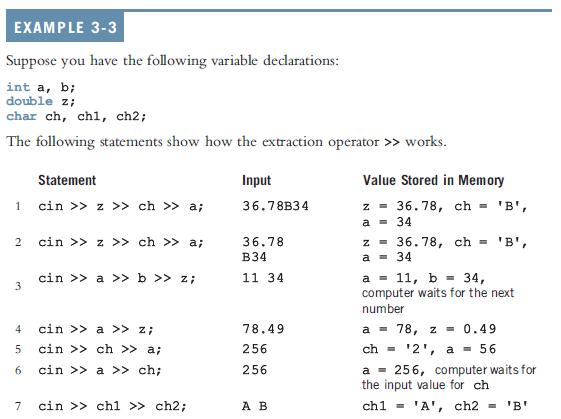 EXAMPLE 3-3
Suppose you have the following variable declarations:
int a, b;
double z;
char ch, ch1, ch2;
The following statements show how the extraction operator >> works.
Statement Input Value Stored in Memory
1 cin >> z >> ch >> a; 36.78B34 z = 36.78, ch = 'B',
a = 34
2 cin >> z >> ch >> a; 36.78 z = 36.78, ch = 'B',
B34 a = 34
3 cin >> a >> b >> z; 11 34 a = 11, b = 34,
computer waits for the next
number
4 cin >> a >> z; 78.49 a = 78, z = 0.49
5 cin >> ch >> a; 256 ch = '2', a = 56
6 cin >> a >> ch; 256 a = 256, computer waits for
the input value for ch
7 cin >> ch1 >> ch2; A B ch1 = 'A', ch2 = 'B'